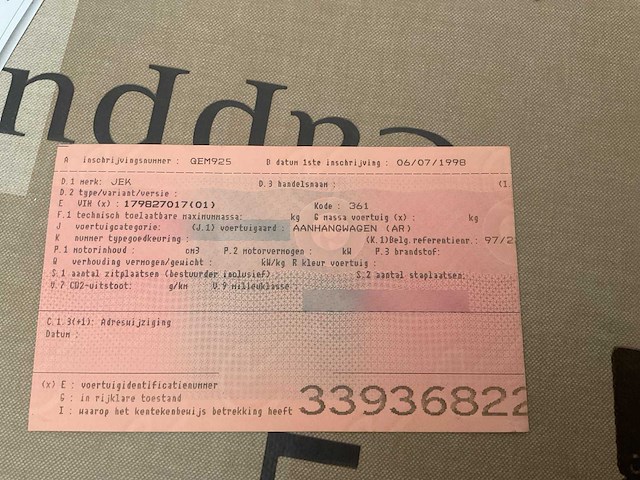 A inschrijvingsnummer : QEM925 D datum 1ste inschrijving : 06/07/1998
D.1 merk: JEK D.3 handelsnaam : (I.
D.2 type/variant/versie :
E VIN (x) : 179827017(01) Kode : 361
F.1 technisch toelaatbare maximummassa: kg G massa voertuig (x) : kg
J voertuigcategorie: (J.1) voertuigaard : AANHANGWAGEN (AR)
K nummer typegoedkeuring : (K.1)Belg.referentienr.: 97/2
P.1 motorinhoud : cm3 P.2 motorvermogen : kW P.3 brandstof:
Q verhouding vermogen/gewicht : kW/kg R kleur voertuig :
S.1 aantal zitplaatsen (bestuurder inclusief) : S.2 aantal staplaatsen:
V.7 CO2-uitstoot: g/km V.9 milieuklasse:
C.1.3(+1): Adreswijziging
Datum :
(x) E : voertuigidentificatienummer
G : in rijklare toestand
I : waarop het kentekenbewijs betrekking heeft 33936822